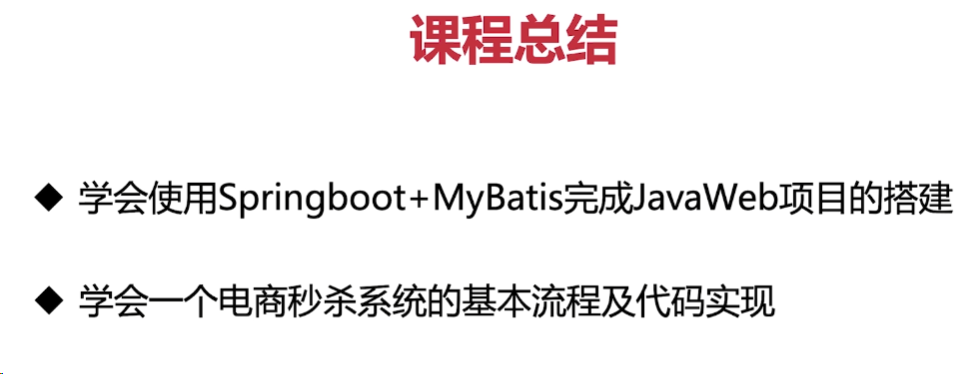 课程总结
学会使用Springboot+MyBatis完成JavaWeb项目的搭建
学会一个电商秒杀系统的基本流程及代码实现